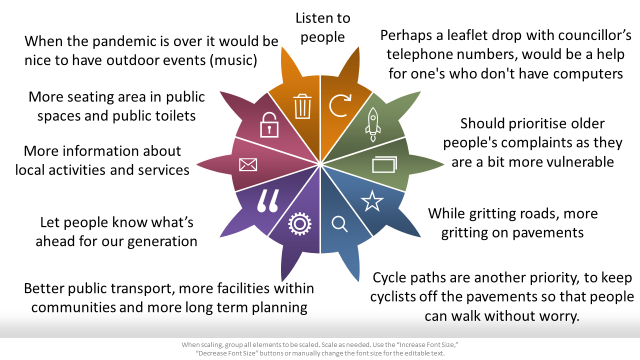 Listen to
people
When the pandemic is over it would be
nice to have outdoor events (music)
Perhaps a leaflet drop with councillor’s
telephone numbers, would be a help
for one's who don't have computers
More seating area in public
spaces and public toilets
Should prioritise older
people's complaints as they
are a bit more vulnerable
More information about
local activities and services
While gritting roads, more
gritting on pavements
Let people know what’s
ahead for our generation
Better public transport, more facilities within
communities and more long term planning
Cycle paths are another priority, to keep
cyclists off the pavements so that people
can walk without worry.
When scaling, group all elements to be scaled. Scale as needed. Use the "Increase Font Size,"
"Decrease Font Size" buttons or manually change the font size for the editable text.